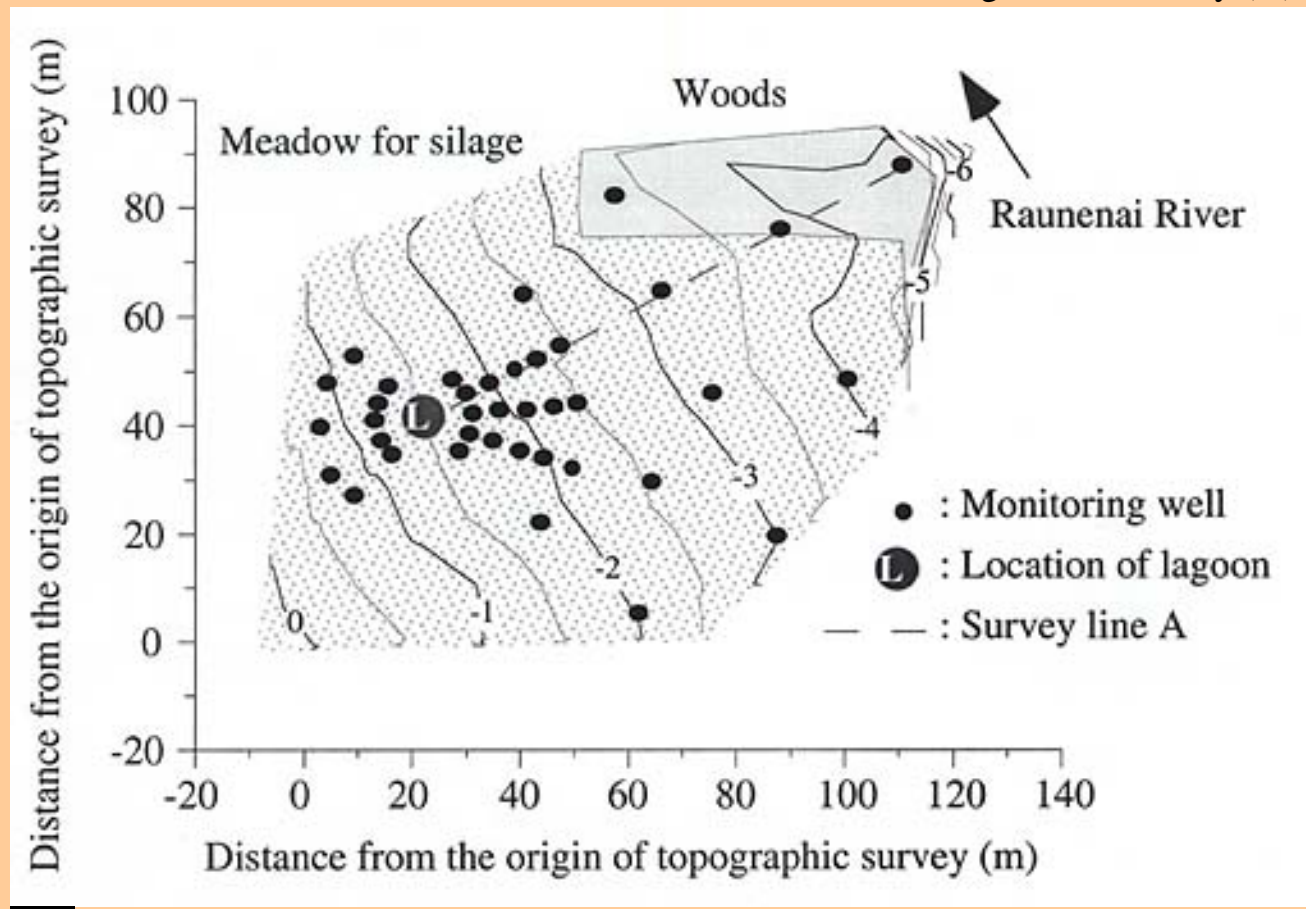 Distance from the origin of topographic survey (m)
100
80
60
40
20
0
-20
Woods
Meadow for silage
-6
Raunenai River
-5
-4
-3
-2
-1
0
L
: Monitoring well
L : Location of lagoon
: Survey line A
-20 0 20 40 60 80 100 120 140
Distance from the origin of topographic survey (m)